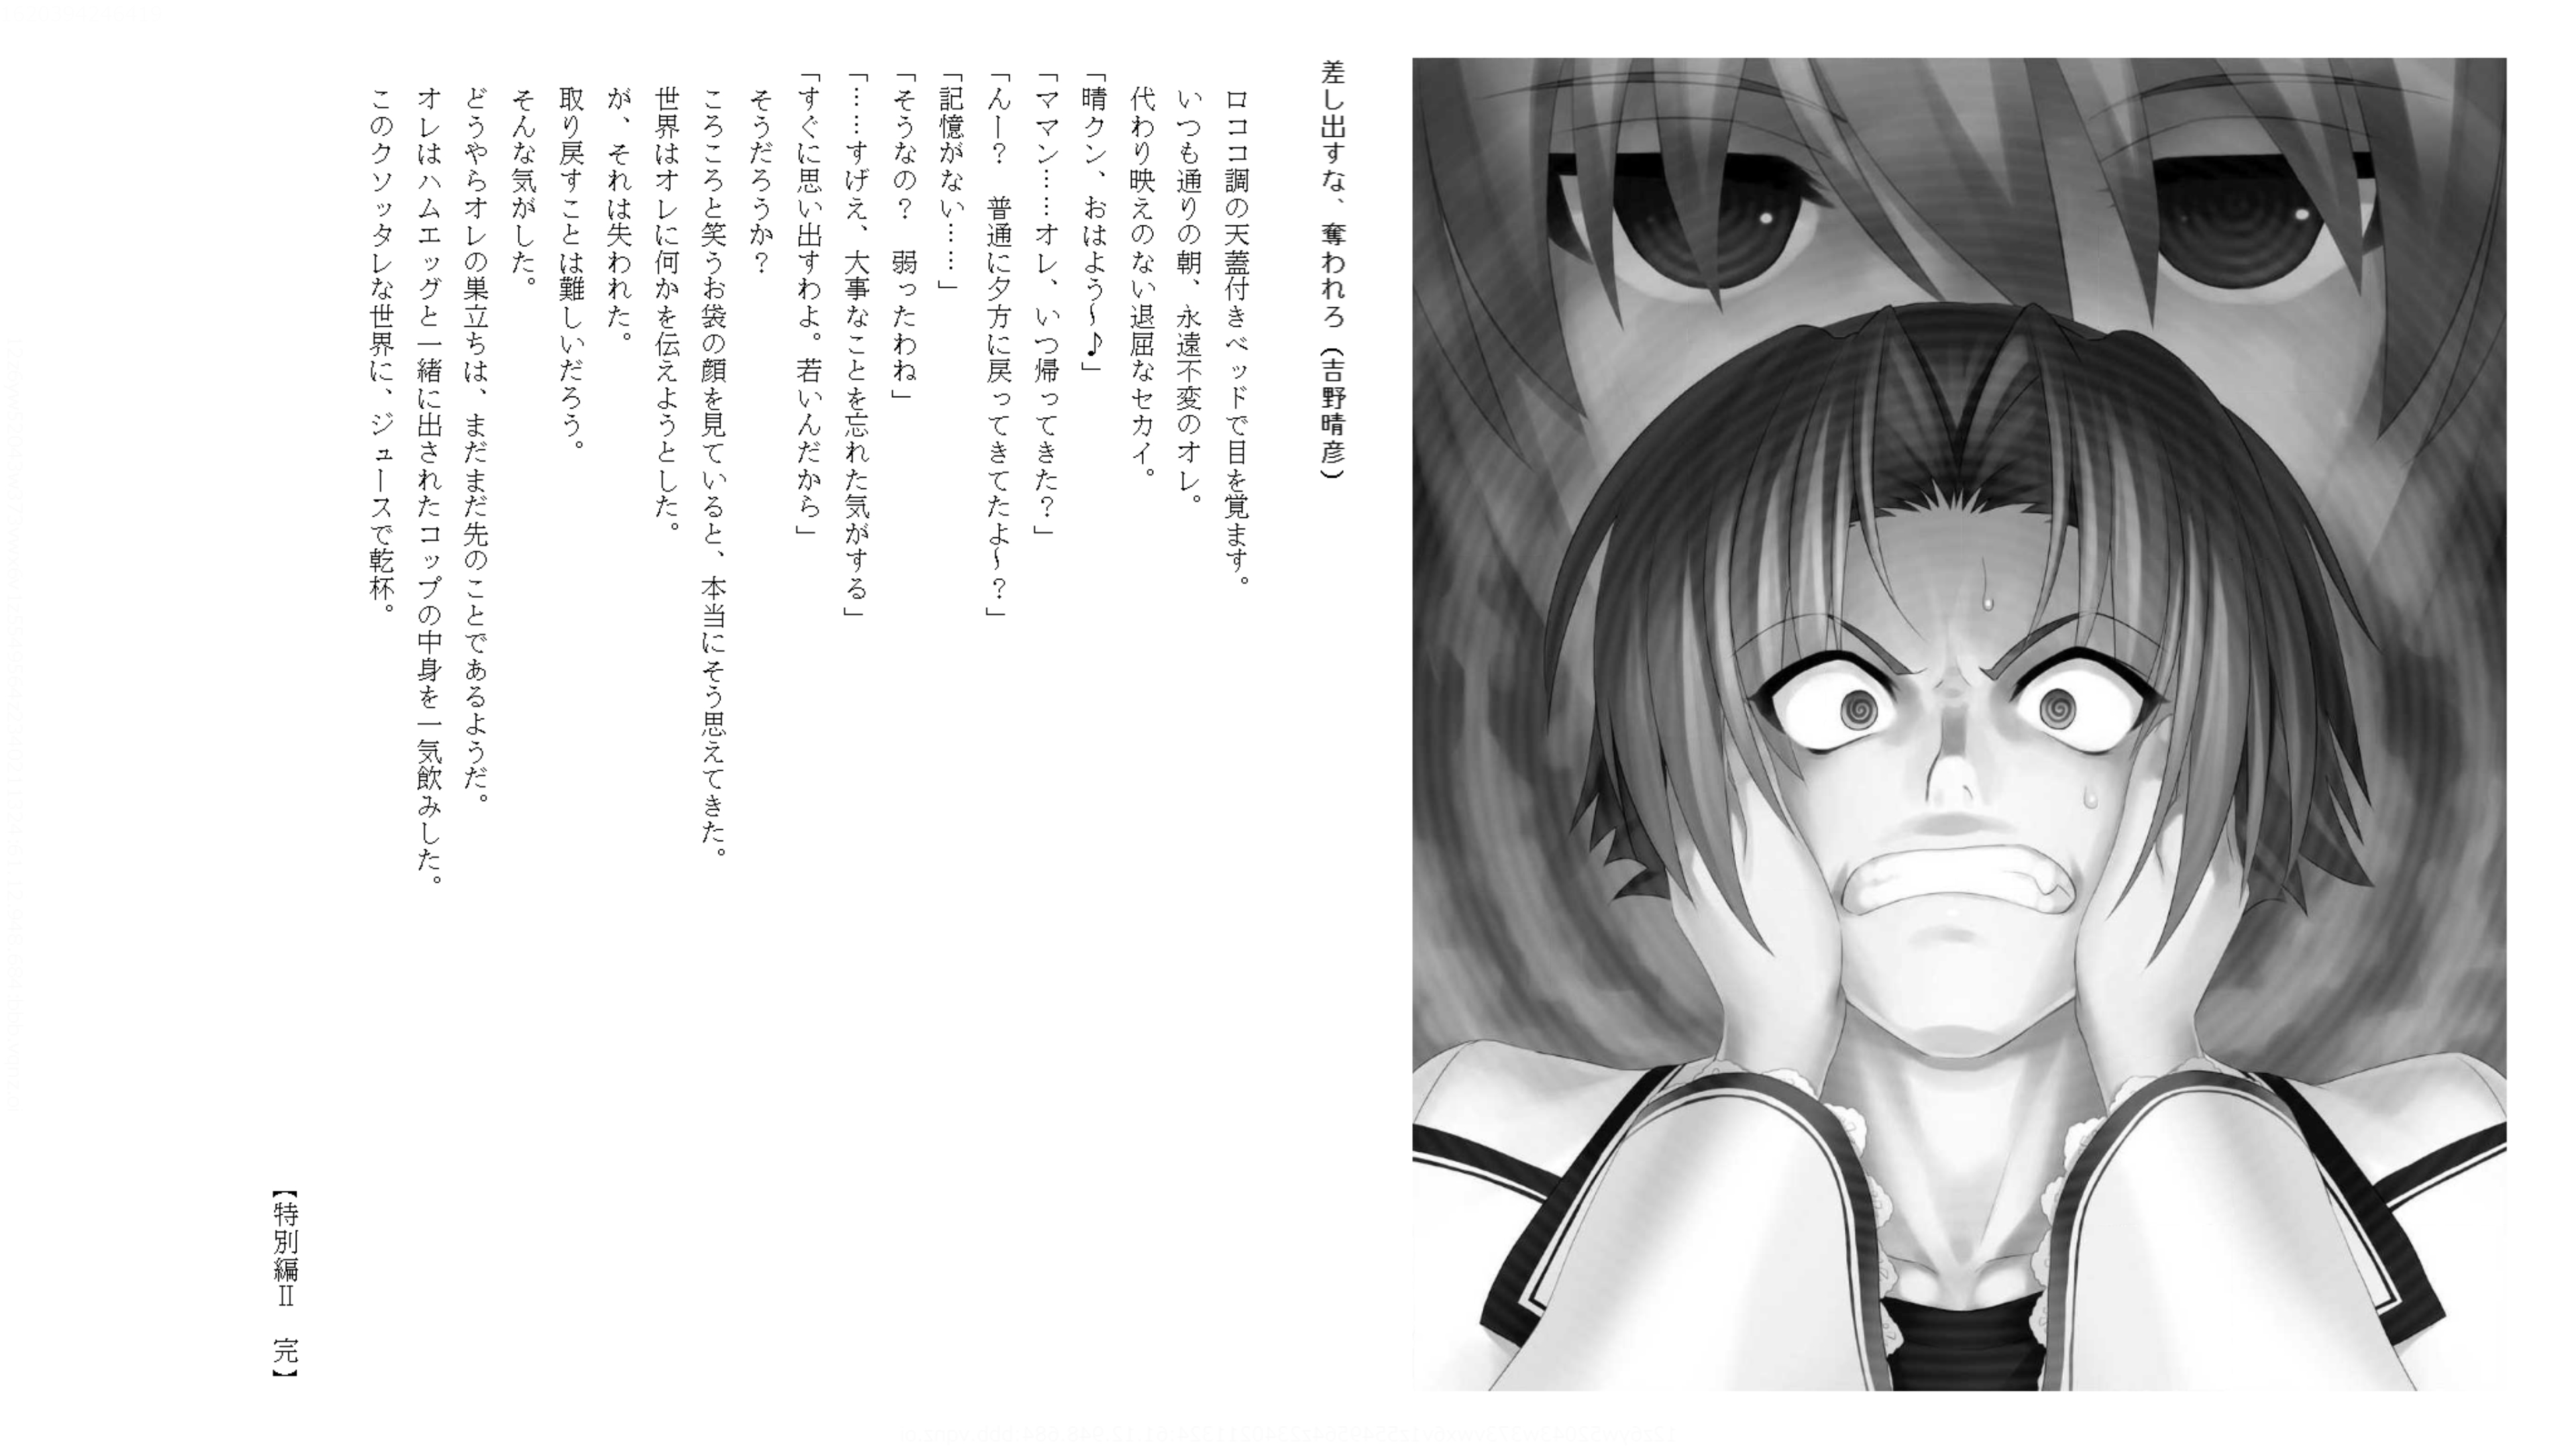 差し出すな、奪われろ（吉野晴彦）
ロココ調の天蓋付きベッドで目を覚ます。
いつも通りの朝、永遠不変のオレ。
代わり映えのない退屈なセカイ。
「晴クン、おはよう～♪」
「ママン……オレ、いつ帰ってきた？」
「んー？　普通に夕方に戻ってきてたよ～？」
「記憶がない……」
「そうなの？　弱ったわね」
「……すげえ、大事なことを忘れた気がする」
「すぐに思い出すわよ。若いんだから」
そうだろうか？
ころころと笑うお袋の顔を見ていると、本当にそう思えてきた。
世界はオレに何かを伝えようとした。
が、それは失われた。
取り戻すことは難しいだろう。
そんな気がした。
どうやらオレの巣立ちは、まだまだ先のことであるようだ。
オレはハムエッグと一緒に出されたコップの中身を一気飲みした。
このクソッタレな世界に、ジュースで乾杯。
【特別編Ⅱ　完】